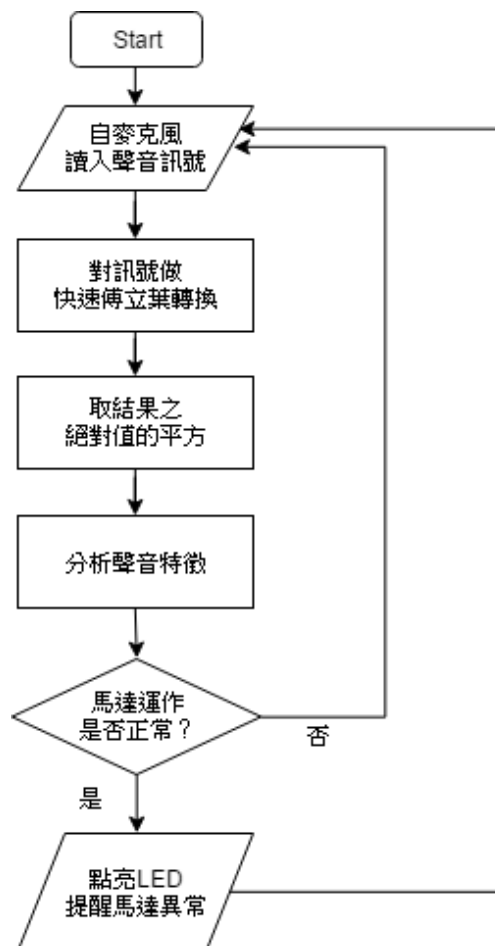 Start
自麥克風
讀入聲音訊號
對訊號做
快速傅立葉轉換
取結果之
絕對值的平方
分析聲音特徵
馬達運作
是否正常？
否
是
點亮LED
提醒馬達異常